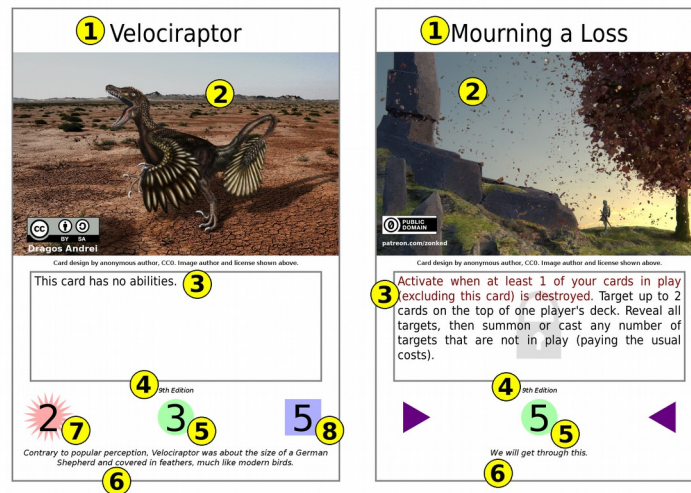 1 Velociraptor
2
CC BY SA
Dragos Andrei
Card design by anonymous author, CC0. Image author and license shown above.
This card has no abilities. 3
4 9th Edition
2 7 3 5 5 8
Contrary to popular perception, Velociraptor was about the size of a German
Shepherd and covered in feathers, much like modern birds.
6
1 Mourning a Loss
2
0 PUBLIC
DOMAIN
patreon.com/zonked
Card design by anonymous author, CC0. Image author and license shown above.
Activate when at least 1 of your cards in play
3 (excluding this card) is destroyed. Target up to 2
cards on the top of one player's deck. Reveal all
targets, then summon or cast any number of
targets that are not in play (paying the usual
costs).
4 9th Edition
5 5
We will get through this.
6